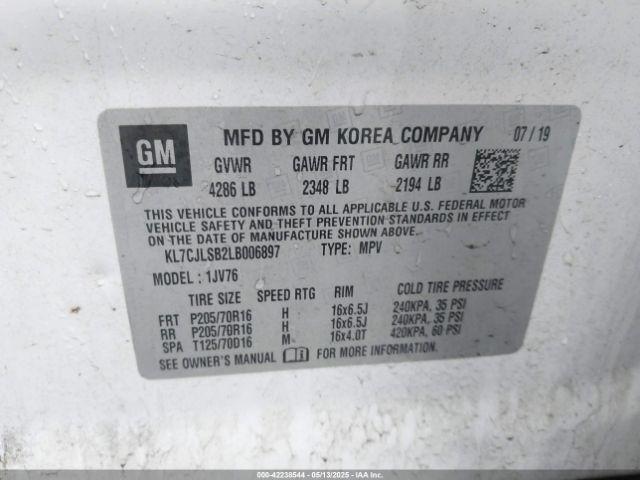 GM
MFD BY GM KOREA COMPANY 07/19
GVWR GAWR FRT GAWR RR
4286 LB 2348 LB 2194 LB
THIS VEHICLE CONFORMS TO ALL APPLICABLE U.S. FEDERAL MOTOR
VEHICLE SAFETY AND THEFT PREVENTION STANDARDS IN EFFECT
ON THE DATE OF MANUFACTURE SHOWN ABOVE.
KL7CJLSB2LB006897 TYPE: MPV
MODEL: 1JV76
TIRE SIZE SPEED RTG RIM COLD TIRE PRESSURE
FRT P205/70R16 H 16x6.5J 240KPA, 35 PSI
RR P205/70R16 H 16x6.5J 240KPA, 35 PSI
SPA T125/70D16 M 16x4.0T 420KPA, 60 PSI
SEE OWNER'S MANUAL FOR MORE INFORMATION.
000-42238544 - 05/13/2025 - IAA Inc.